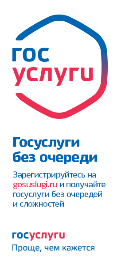 гос
услуги
Госуслуги
без очереди
Зарегистрируйтесь на
gosuslugi.ru и получайте
госуслуги без очередей
и сложностей
госуслуги
Проще, чем кажется